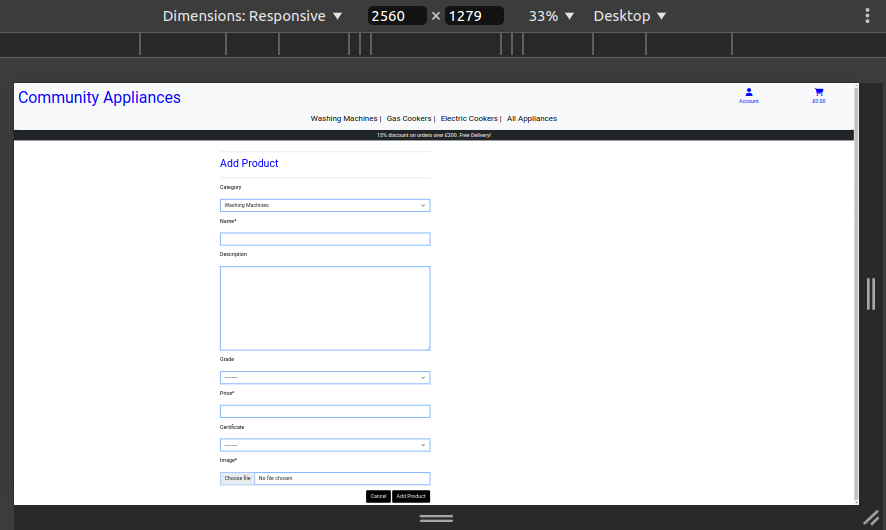 Dimensions: Responsive 2560 × 1279 33% Desktop
Community Appliances
Account £0.00
Washing Machines | Gas Cookers | Electric Cookers | All Appliances
15% discount on orders over £200. Free Delivery!
Add Product
Category
Washing Machines
Name*
Description
Grade
---------
Price*
Certificate
---------
Image*
Choose file No file chosen
Cancel Add Product